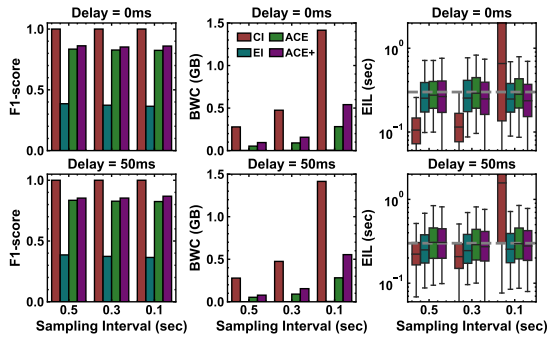 Delay = 0ms
Delay = 0ms
Delay = 0ms
F1-score
1.0
0.5
0.0
BWC (GB)
1.5
1.0
0.5
0.0
CI
ACE
EI
ACE+
EIL (sec)
10⁰
10⁻¹
Delay = 50ms
Delay = 50ms
Delay = 50ms
F1-score
1.0
0.5
0.0
BWC (GB)
1.5
1.0
0.5
0.0
EIL (sec)
10⁰
10⁻¹
0.5 0.3 0.1
0.5 0.3 0.1
0.5 0.3 0.1
Sampling Interval (sec)
Sampling Interval (sec)
Sampling Interval (sec)